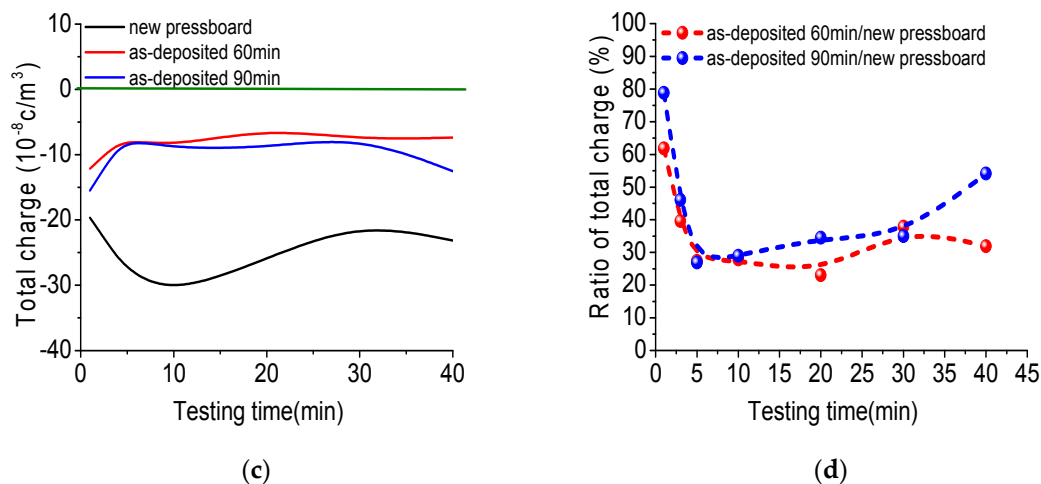 new pressboard
as-deposited 60min
as-deposited 90min
Total charge (10⁻⁸c/m³)
10
0
-10
-20
-30
-40
0
10
20
30
40
Testing time(min)
(c)
as-deposited 60min/new pressboard
as-deposited 90min/new pressboard
Ratio of total charge (%)
100
90
80
70
60
50
40
30
20
10
0
0
5
10
15
20
25
30
35
40
45
Testing time(min)
(d)